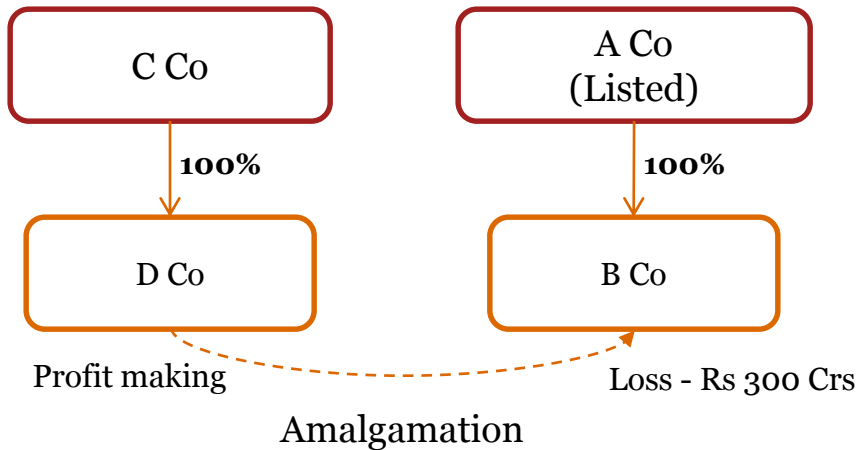 C Co
A Co
(Listed)
100%
100%
D Co
B Co
Profit making
Loss - Rs 300 Crs
Amalgamation